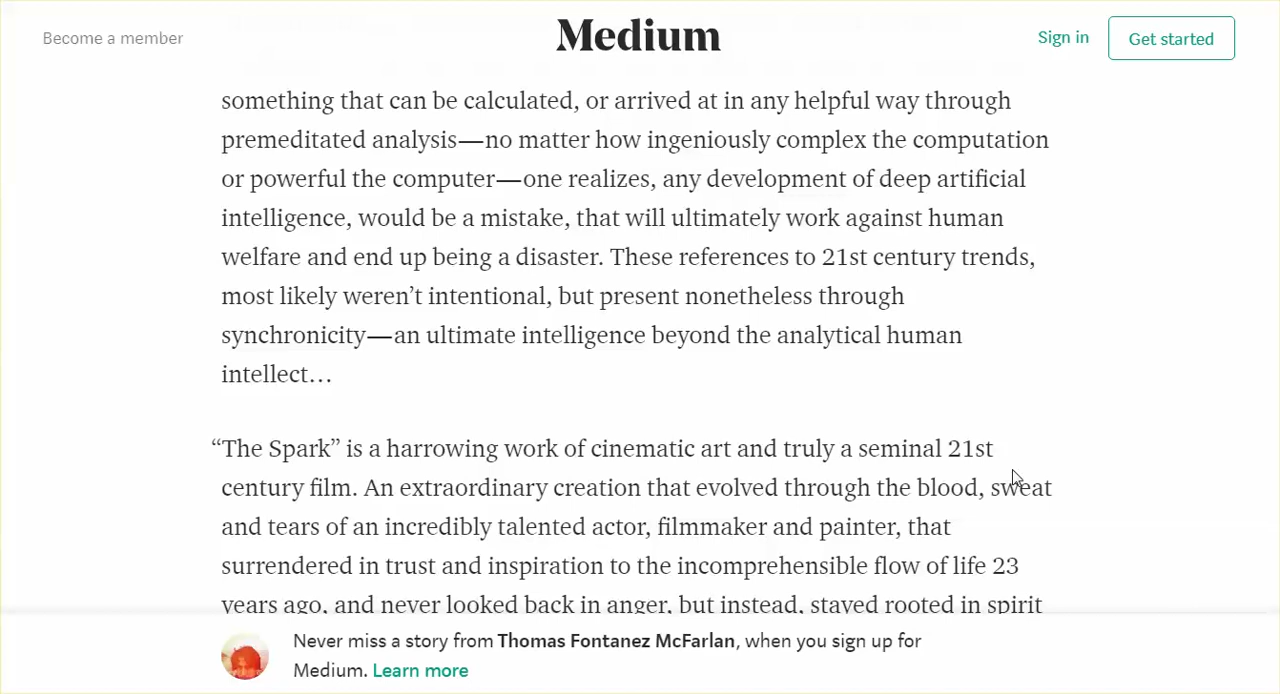 Become a member
Medium
Sign in
Get started
something that can be calculated, or arrived at in any helpful way through
premeditated analysis—no matter how ingeniously complex the computation
or powerful the computer—one realizes, any development of deep artificial
intelligence, would be a mistake, that will ultimately work against human
welfare and end up being a disaster. These references to 21st century trends,
most likely weren’t intentional, but present nonetheless through
synchronicity—an ultimate intelligence beyond the analytical human
intellect…
“The Spark” is a harrowing work of cinematic art and truly a seminal 21st
century film. An extraordinary creation that evolved through the blood, sweat
and tears of an incredibly talented actor, filmmaker and painter, that
surrendered in trust and inspiration to the incomprehensible flow of life 23
years ago, and never looked back in anger, but instead, stayed rooted in spirit
Never miss a story from Thomas Fontanez McFarlan, when you sign up for
Medium. Learn more